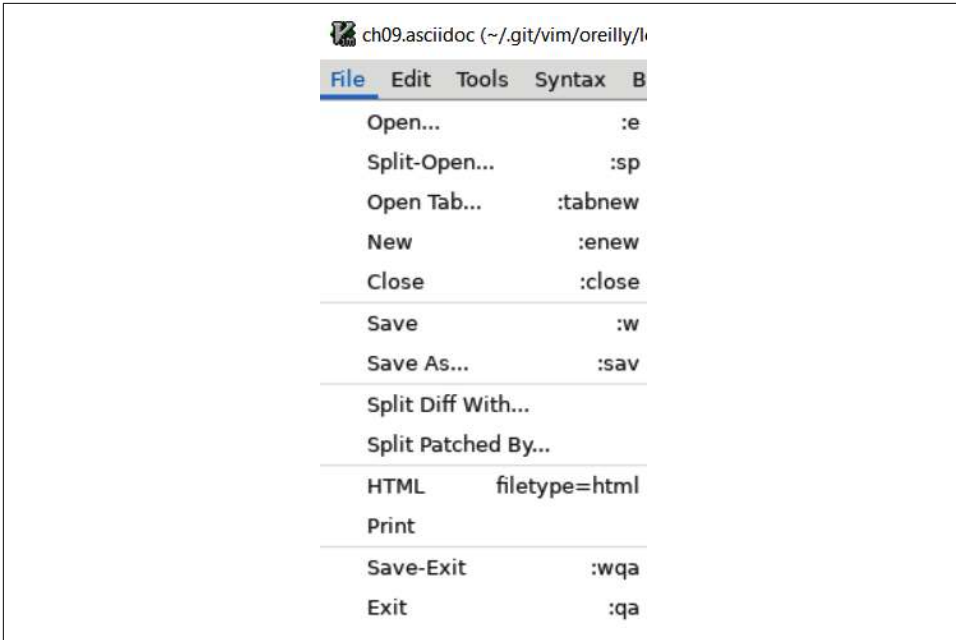 ch09.asciidoc (~/.git/vim/oreilly/l
File Edit Tools Syntax B
Open... :e
Split-Open... :sp
Open Tab... :tabnew
New :enew
Close :close
Save :w
Save As... :sav
Split Diff With...
Split Patched By...
HTML filetype=html
Print
Save-Exit :wqa
Exit :qa